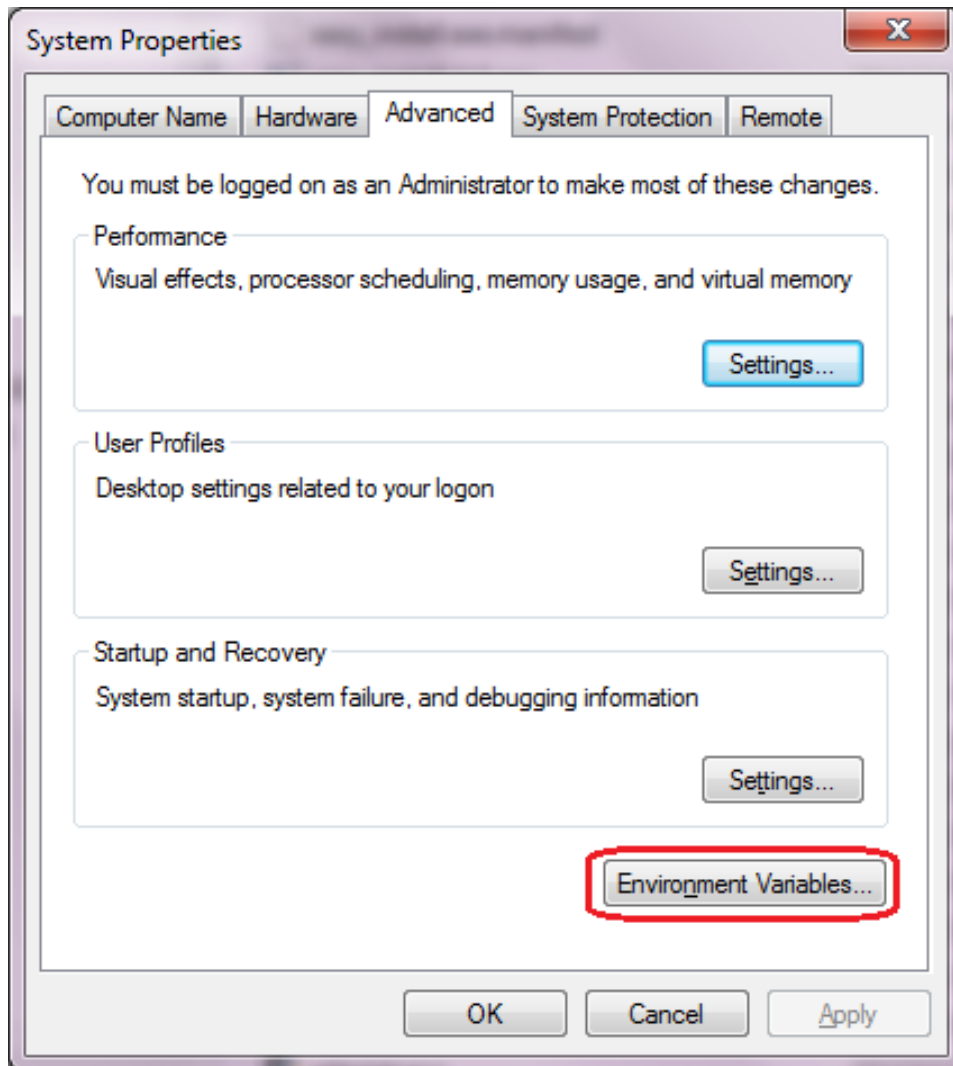 System Properties
Computer Name
Hardware
Advanced
System Protection
Remote
You must be logged on as an Administrator to make most of these changes.
Performance
Visual effects, processor scheduling, memory usage, and virtual memory
Settings...
User Profiles
Desktop settings related to your logon
Settings...
Startup and Recovery
System startup, system failure, and debugging information
Settings...
Environment Variables...
OK
Cancel
Apply